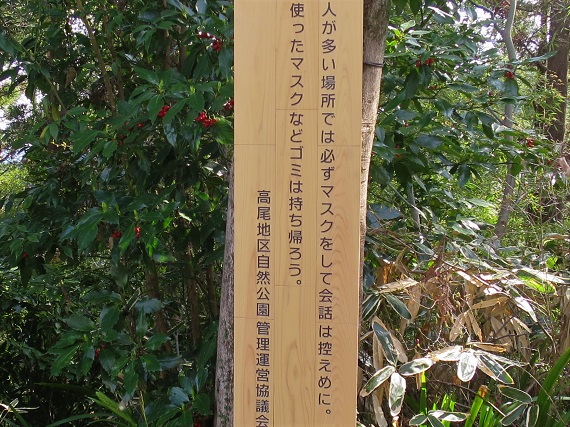 人が多い場所では必ずマスクをして会話は控えめに。
使ったマスクなどゴミは持ち帰ろう。
高尾地区自然公園 管理運営協議会